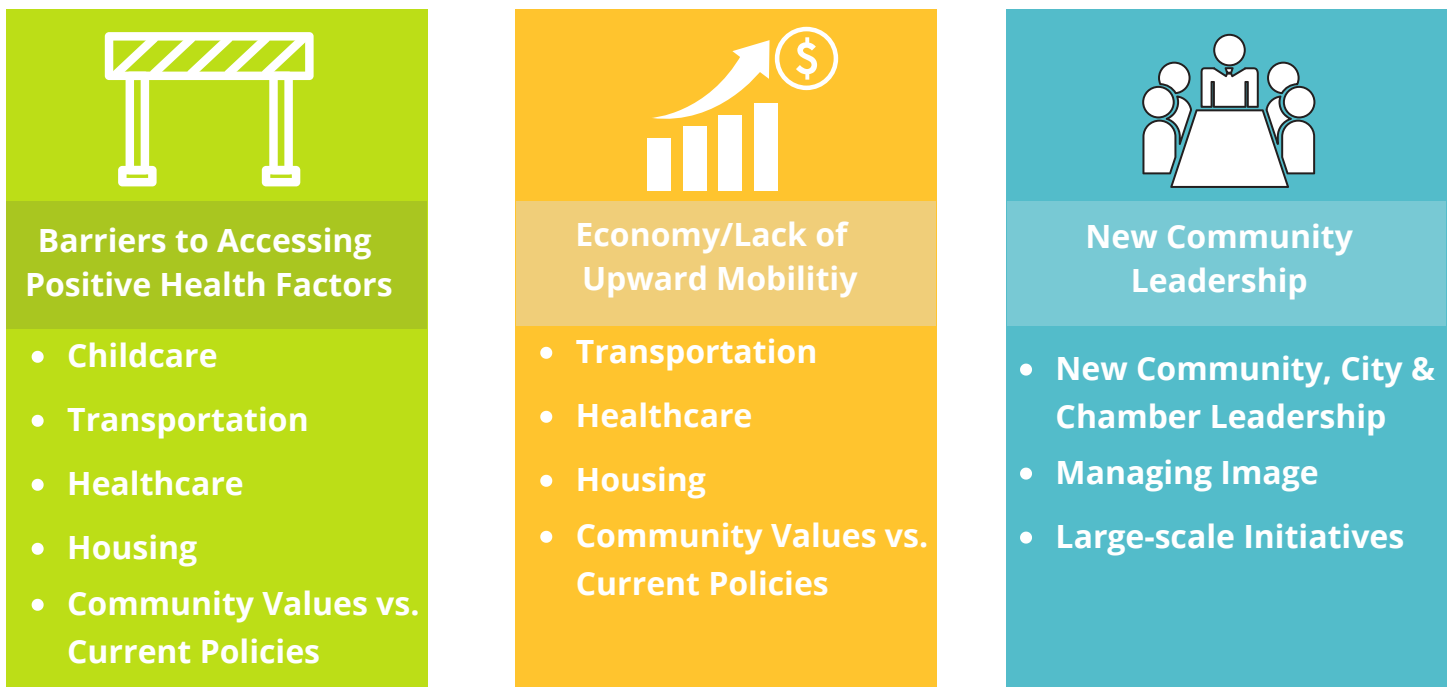 Barriers to Accessing
Positive Health Factors
• Childcare
• Transportation
• Healthcare
• Housing
• Community Values vs.
Current Policies
$
Economy/Lack of
Upward Mobilitiy
• Transportation
• Healthcare
• Housing
• Community Values vs.
Current Policies
New Community
Leadership
• New Community, City &
Chamber Leadership
• Managing Image
• Large-scale Initiatives